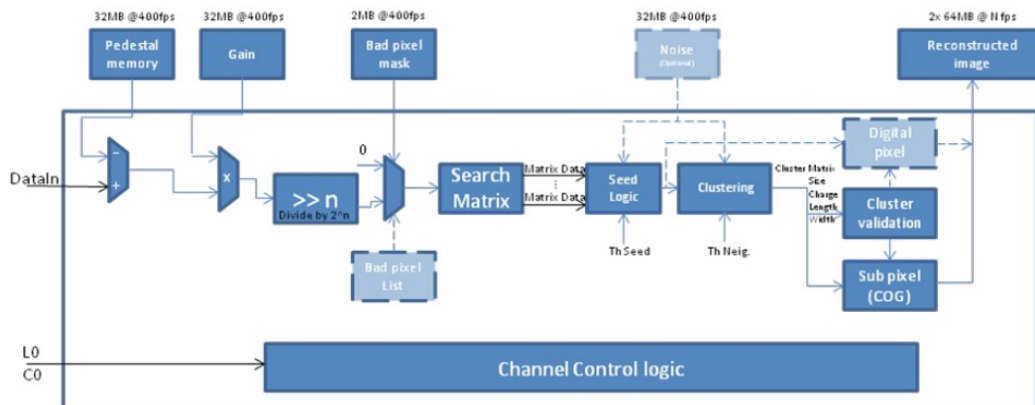 32MB @400fps
32MB @400fps
2MB @400fps
32MB @400fps
2x 64MB @N fps
Pedestal
memory
Gain
Bad pixel
mask
Noise
(Optional)
Reconstructed
image
-
+
DataIn
x
>> n
Divide by 2^n
0
Search
Matrix
Matrix Data
⋮
Matrix Data
Seed
Logic
Clustering
Cluster Matrix
Size
Charge
Length
Width
Digital
pixel
Cluster
validation
Sub pixel
(COG)
Bad pixel
List
Th Seed
Th Neig.
L0
C0
Channel Control logic